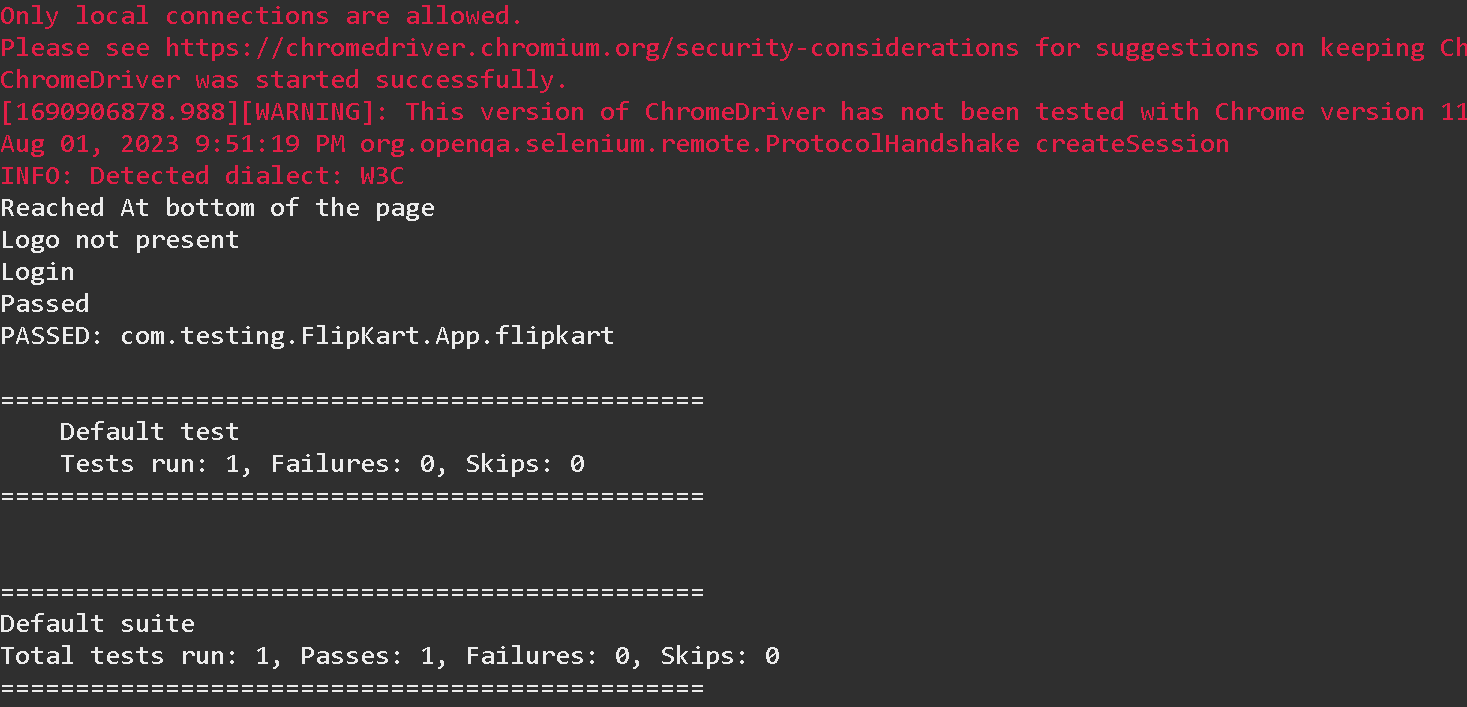 Only local connections are allowed.
Please see https://chromedriver.chromium.org/security-considerations for suggestions on keeping Ch
ChromeDriver was started successfully.
[1690906878.988][WARNING]: This version of ChromeDriver has not been tested with Chrome version 11
Aug 01, 2023 9:51:19 PM org.openqa.selenium.remote.ProtocolHandshake createSession
INFO: Detected dialect: W3C
Reached At bottom of the page
Logo not present
Login
Passed
PASSED: com.testing.FlipKart.App.flipkart
===============================================
Default test
Tests run: 1, Failures: 0, Skips: 0
===============================================
===============================================
Default suite
Total tests run: 1, Passes: 1, Failures: 0, Skips: 0
===============================================